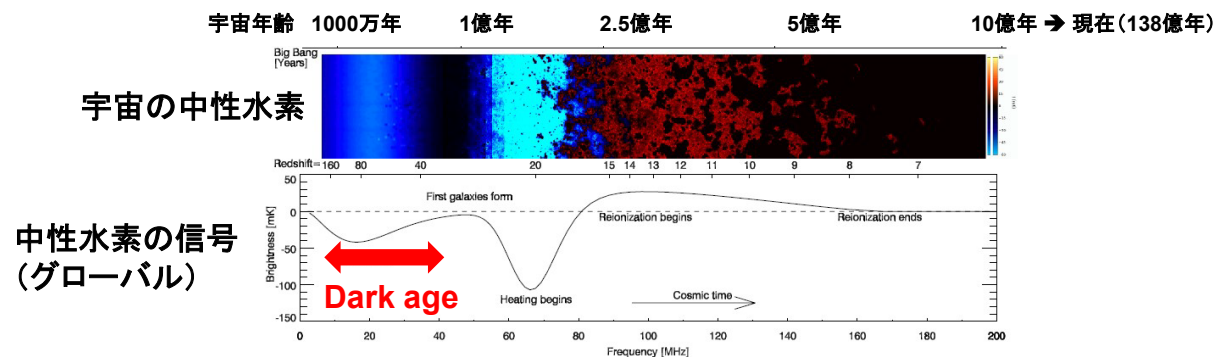 宇宙年齢 1000万年 1億年 2.5億年 5億年 10億年 ➔ 現在(138億年)
Big Bang
[Years]
宇宙の中性水素
Redshift= 160 80 40 20 15 14 13 12 11 10 9 8 7
中性水素の信号
(グローバル)
Brightness [mK]
50
0
-50
-100
-150
First galaxies form
Reionization begins
Reionization ends
Dark age
Heating begins
Cosmic time
0 20 40 60 80 100 120 140 160 180 200
Frequency [MHz]